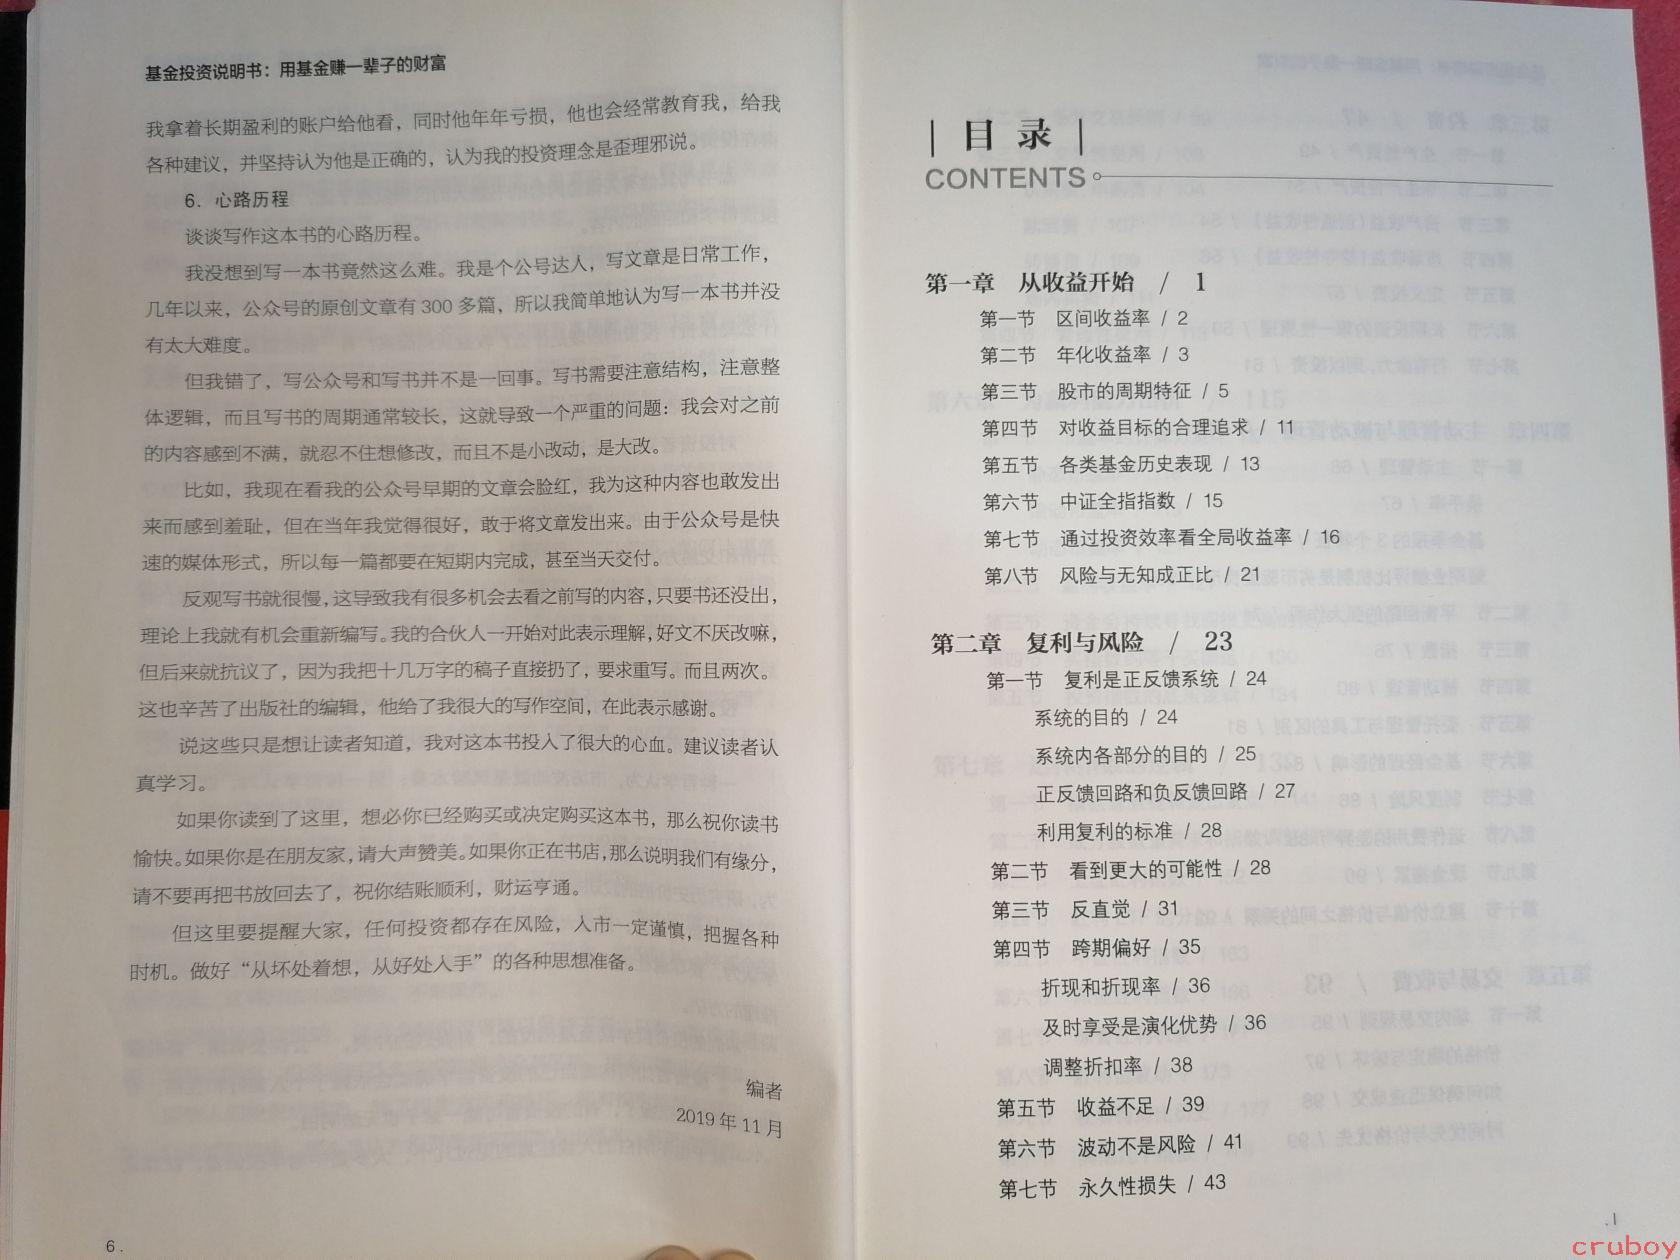 基金投资说明书：用基金赚一辈子的财富
我拿着长期盈利的账户给他看，同时他年年亏损，他也会经常教育我，给我
各种建议，并坚持认为他是正确的，认为我的投资理念是歪理邪说。
6．心路历程
谈谈写作这本书的心路历程。
我没想到写一本书竟然这么难。我是个公号达人，写文章是日常工作，
几年以来，公众号的原创文章有 300 多篇，所以我简单地认为写一本书并没
有太大难度。
但我错了，写公众号和写书并不是一回事。写书需要注意结构，注意整
体逻辑，而且写书的周期通常较长，这就导致一个严重的问题：我会对之前
的内容感到不满，就忍不住想修改，而且不是小改动，是大改。
比如，我现在看我的公众号早期的文章会脸红，我为这种内容也敢发出
来而感到羞耻，但在当年我觉得很好，敢于将文章发出来。由于公众号是快
速的媒体形式，所以每一篇都要在短期内完成，甚至当天交付。
反观写书就很慢，这导致我有很多机会去看之前写的内容，只要书还没出，
理论上我就有机会重新编写。我的合伙人一开始对此表示理解，好文不厌改嘛，
但后来就抗议了，因为我把十几万字的稿子直接扔了，要求重写。而且两次。
这也辛苦了出版社的编辑，他给了我很大的写作空间，在此表示感谢。
说这些只是想让读者知道，我对这本书投入了很大的心血。建议读者认
真学习。
如果你读到了这里，想必你已经购买或决定购买这本书，那么祝你读书
愉快。如果你是在朋友家，请大声赞美。如果你正在书店，那么说明我们有缘分，
请不要再把书放回去了，祝你结账顺利，财运亨通。
但这里要提醒大家，任何投资都存在风险，入市一定谨慎，把握各种
时机。做好“从坏处着想，从好处入手”的各种思想准备。
编者
2019 年 11 月
6 .
目 录
CONTENTS
第一章 从收益开始 / 1
第一节 区间收益率 / 2
第二节 年化收益率 / 3
第三节 股市的周期特征 / 5
第四节 对收益目标的合理追求 / 11
第五节 各类基金历史表现 / 13
第六节 中证全指指数 / 15
第七节 通过投资效率看全局收益率 / 16
第八节 风险与无知成正比 / 21
第二章 复利与风险 / 23
第一节 复利是正反馈系统 / 24
系统的目的 / 24
系统内各部分的目的 / 25
正反馈回路和负反馈回路 / 27
利用复利的标准 / 28
第二节 看到更大的可能性 / 28
第三节 反直觉 / 31
第四节 跨期偏好 / 35
折现和折现率 / 36
及时享受是演化优势 / 36
调整折扣率 / 38
第五节 收益不足 / 39
第六节 波动不是风险 / 41
第七节 永久性损失 / 43
. I
cruboy